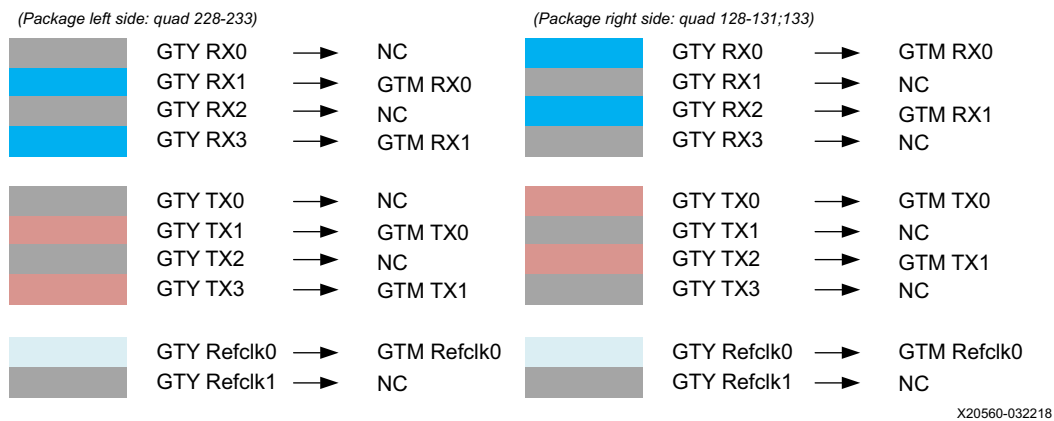 (Package left side: quad 228-233)
GTY RX0 NC
GTY RX1 GTM RX0
GTY RX2 NC
GTY RX3 GTM RX1
GTY TX0 NC
GTY TX1 GTM TX0
GTY TX2 NC
GTY TX3 GTM TX1
GTY Refclk0 GTM Refclk0
GTY Refclk1 NC
(Package right side: quad 128-131;133)
GTY RX0 GTM RX0
GTY RX1 NC
GTY RX2 GTM RX1
GTY RX3 NC
GTY TX0 GTM TX0
GTY TX1 NC
GTY TX2 GTM TX1
GTY TX3 NC
GTY Refclk0 GTM Refclk0
GTY Refclk1 NC
X20560-032218